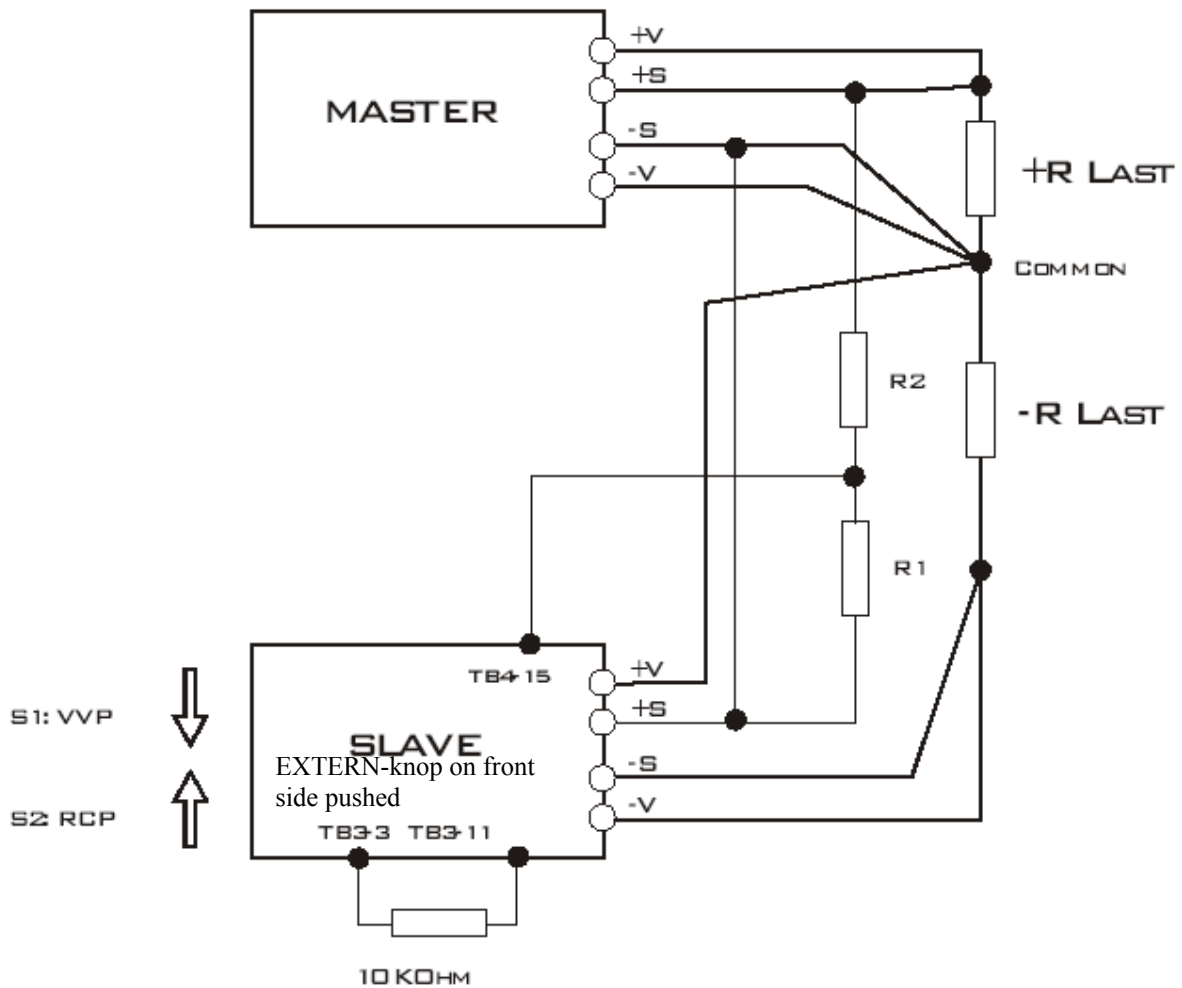 +V
+S
MASTER
-S
-V
+R LAST
COMMON
R2
-R LAST
R1
TB4-15
+V
S1: VVP
+S
SLAVE
EXTERN-knop on front
side pushed
-S
S2: RCP
-V
TB3-3 TB3-11
10 KOHM